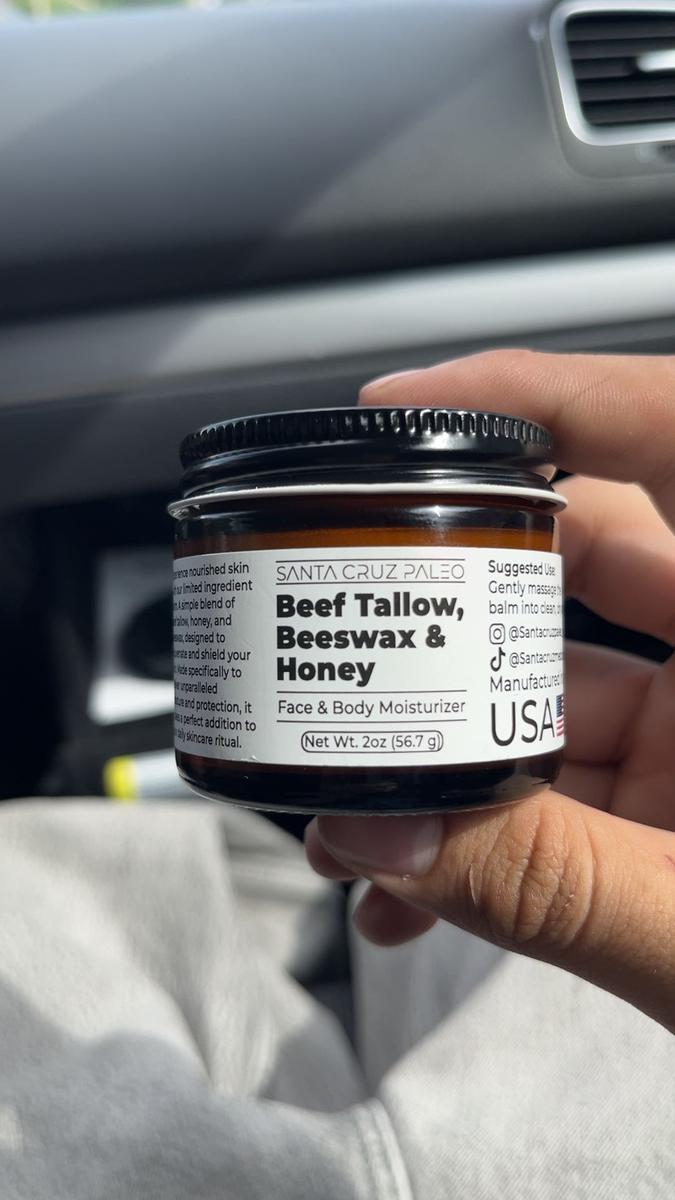 nourished skin
limited ingredient
A simple blend of
tallow, honey, and
designed to
and shield your
Made specifically to
unparalleled
and protection, it
a perfect addition to
daily skincare ritual.
SANTA CRUZ PALEO
Beef Tallow,
Beeswax &
Honey
Face & Body Moisturizer
Net Wt. 2oz (56.7 g)
Suggested Use:
Gently massage
balm into clean,
Manufactured
USA